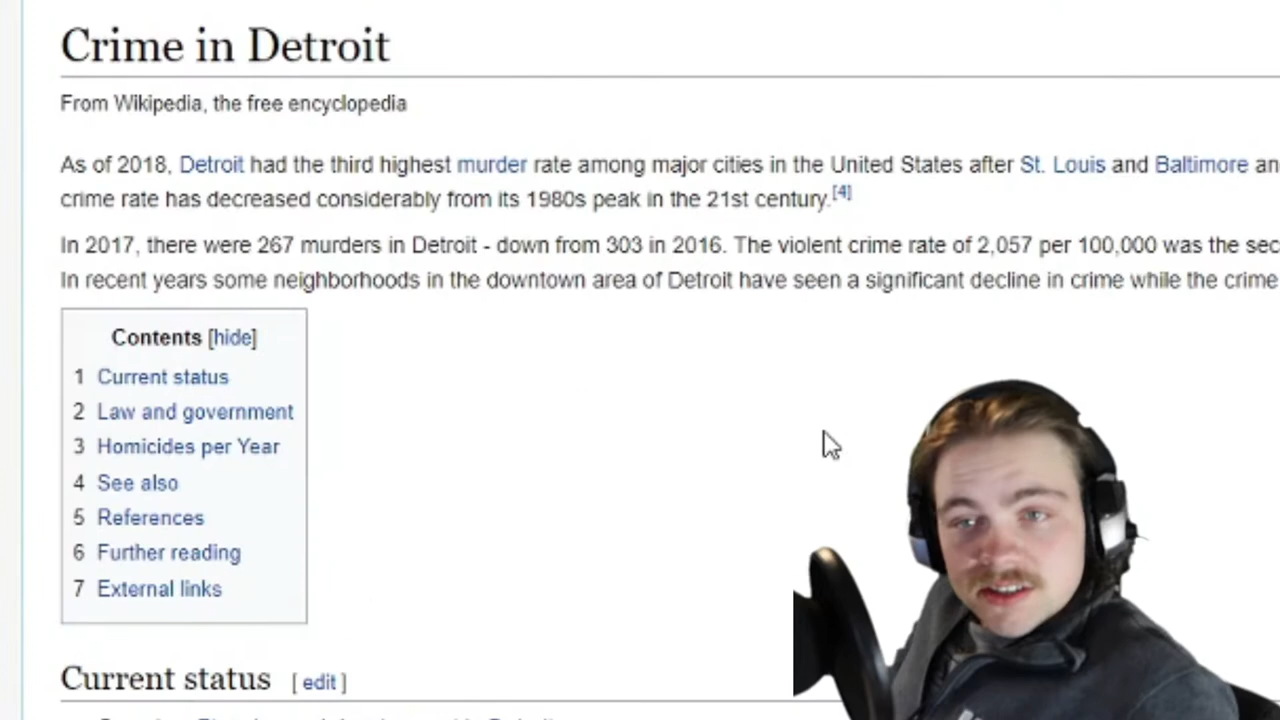 Crime in Detroit
From Wikipedia, the free encyclopedia
As of 2018, Detroit had the third highest murder rate among major cities in the United States after St. Louis and Baltimore
crime rate has decreased considerably from its 1980s peak in the 21st century.[4]
In 2017, there were 267 murders in Detroit - down from 303 in 2016. The violent crime rate of 2,057 per 100,000 was the
In recent years some neighborhoods in the downtown area of Detroit have seen a significant decline in crime while the crime
Contents [hide]
1 Current status
2 Law and government
3 Homicides per Year
4 See also
5 References
6 Further reading
7 External links
Current status [ edit ]